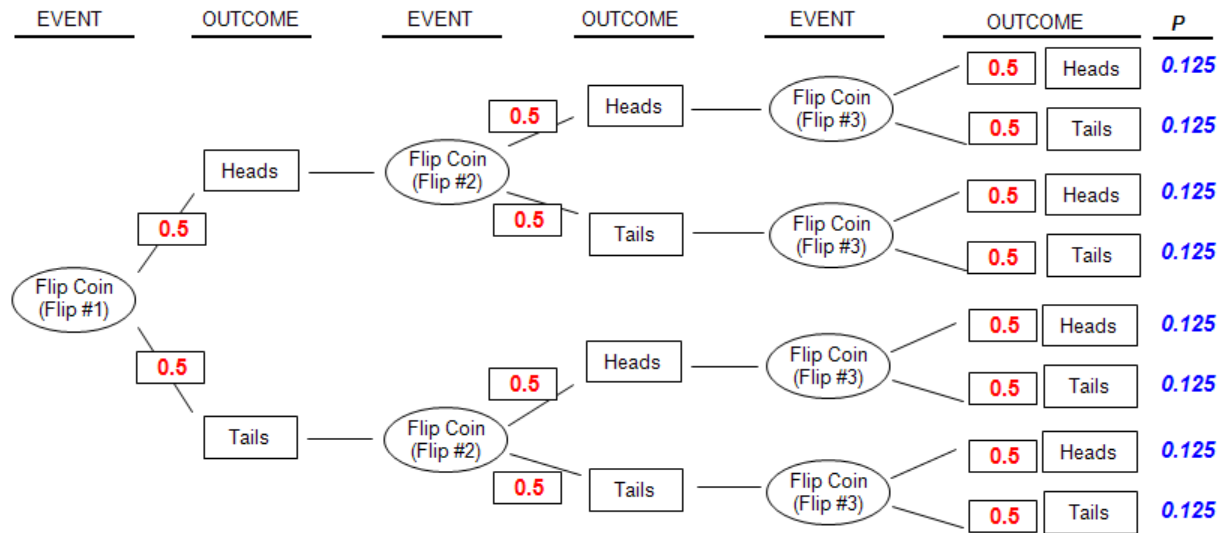 EVENT OUTCOME EVENT OUTCOME EVENT OUTCOME P
0.5 Heads 0.125
Heads
Flip Coin
(Flip #3)
0.5
0.5 Tails 0.125
Flip Coin
(Flip #2)
Heads
0.5 Heads 0.125
0.5
0.5
Tails
Flip Coin
(Flip #3)
0.5 Tails 0.125
Flip Coin
(Flip #1)
0.5 Heads 0.125
0.5
Heads
Flip Coin
(Flip #3)
0.5
0.5 Tails 0.125
Tails
Flip Coin
(Flip #2)
0.5 Heads 0.125
0.5
Tails
Flip Coin
(Flip #3)
0.5 Tails 0.125